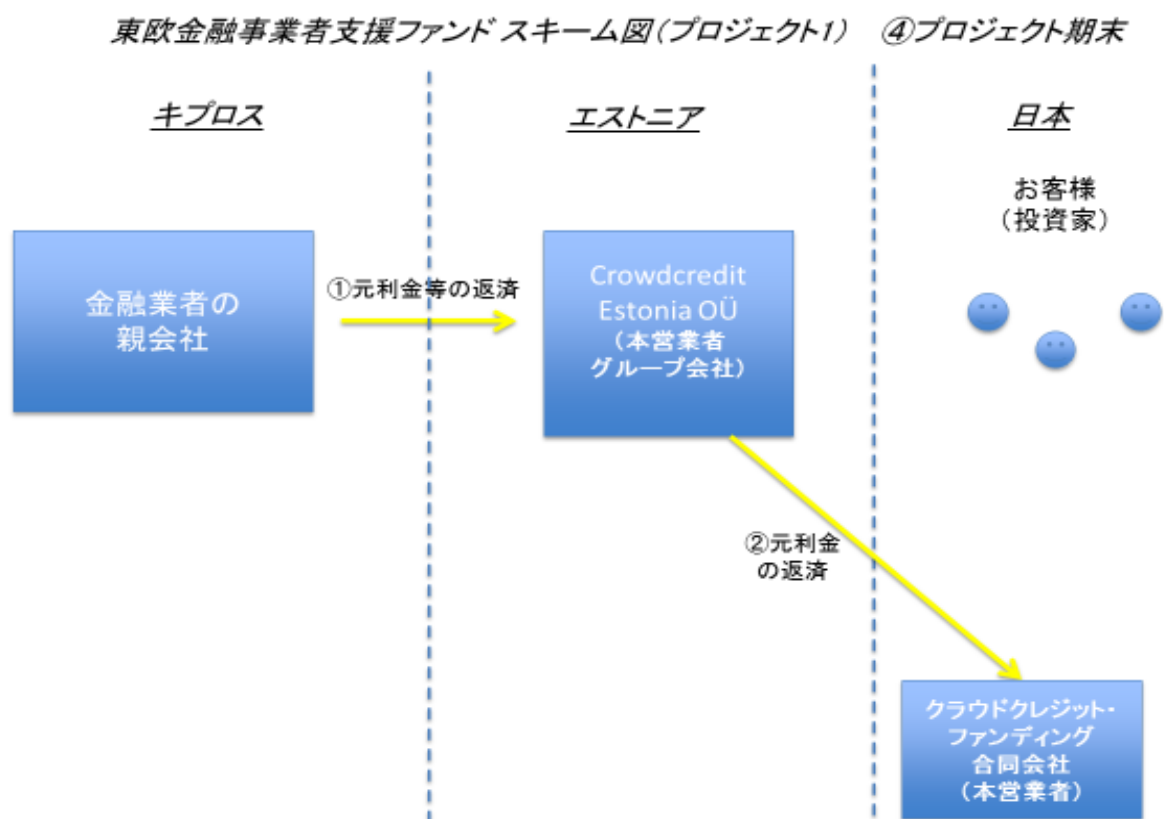 東欧金融事業者支援ファンド スキーム図(プロジェクト1) ④プロジェクト期末
キプロス
エストニア
日本
お客様
(投資家)
金融業者の
親会社
①元利金等の返済
Crowdcredit
Estonia OÜ
(本営業者
グループ会社)
②元利金
の返済
クラウドクレジット・
ファンディング
合同会社
(本営業者)